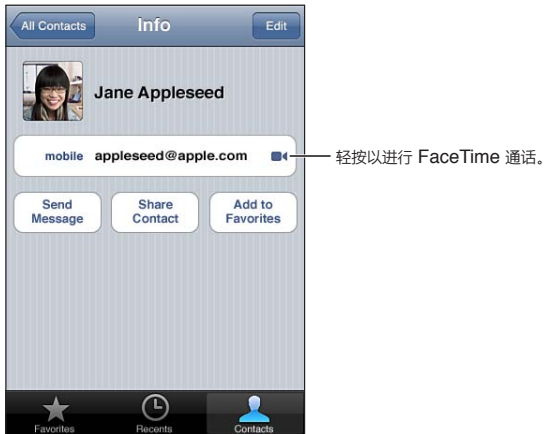 All Contacts
Info
Edit
Jane Appleseed
mobile appleseed@apple.com
轻按以进行 FaceTime 通话。
Send
Message
Share
Contact
Add to
Favorites
Favorites
Recents
Contacts